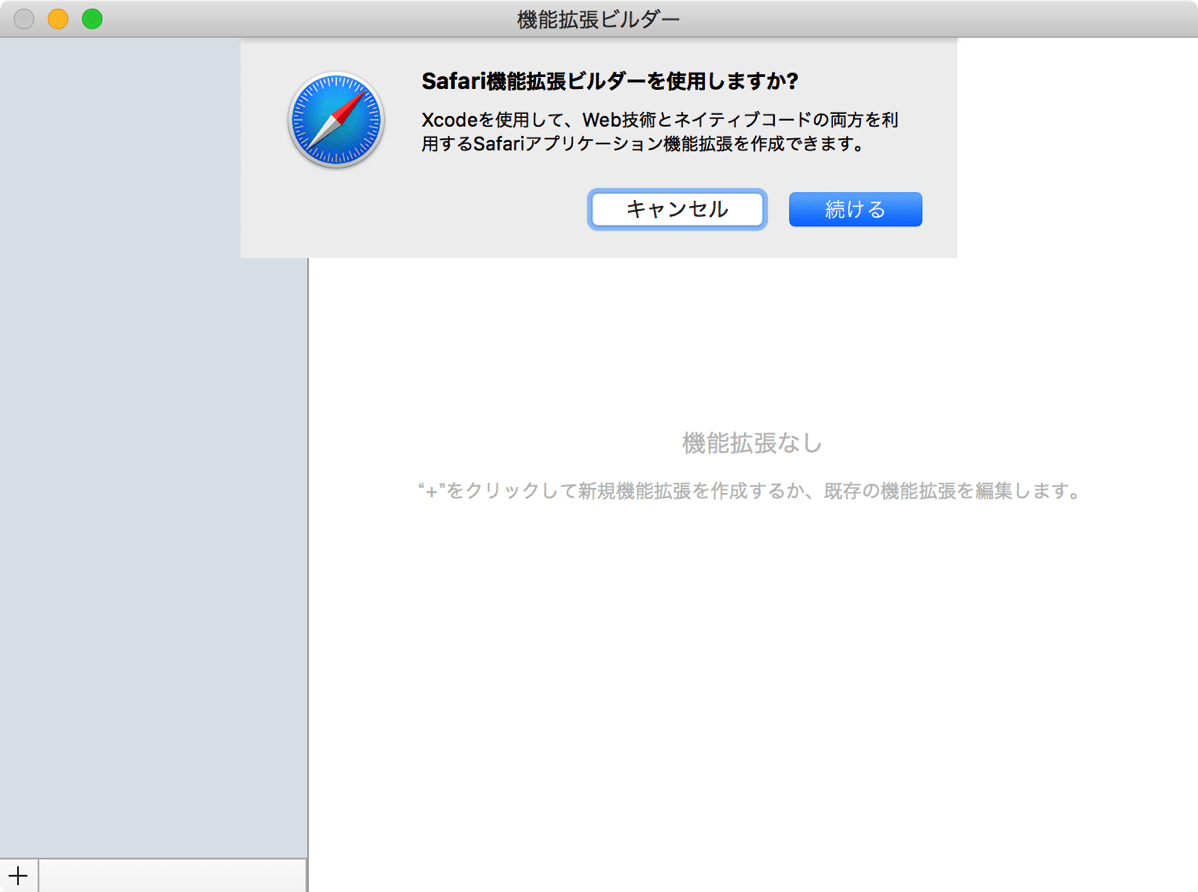 機能拡張ビルダー
Safari機能拡張ビルダーを使用しますか?
Xcodeを使用して、Web技術とネイティブコードの両方を利
用するSafariアプリケーション機能拡張を作成できます。
キャンセル
続ける
機能拡張なし
“+”をクリックして新規機能拡張を作成するか、既存の機能拡張を編集します。